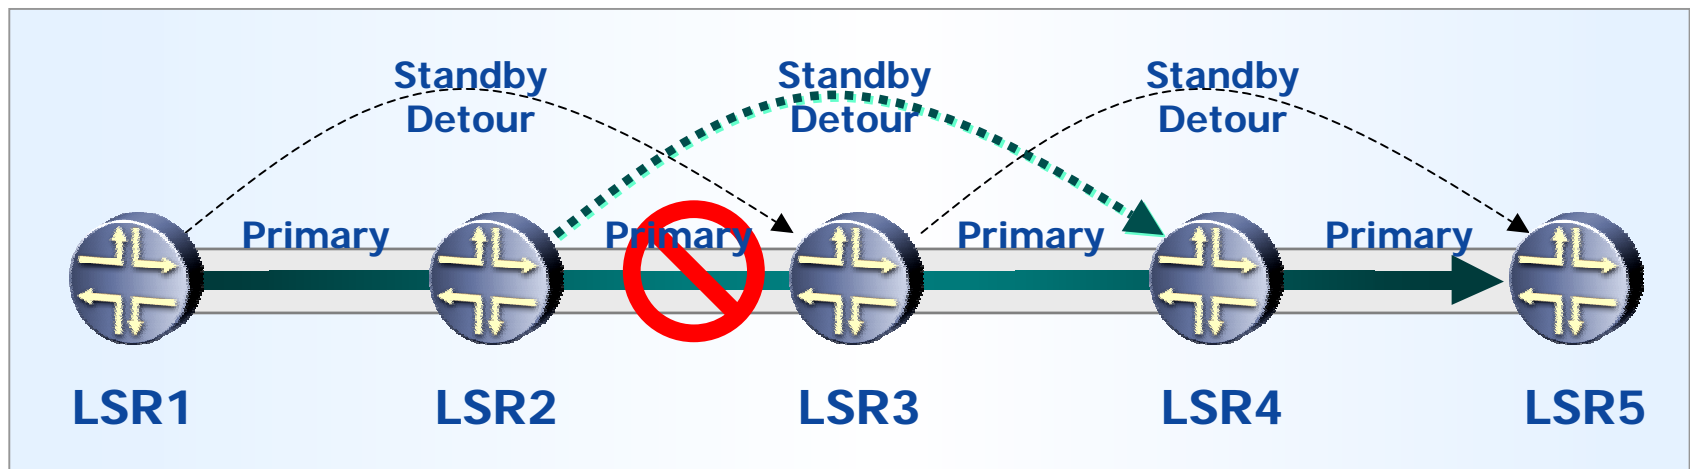 Standby
Detour
Standby
Detour
Standby
Detour
Primary
Primary
Primary
Primary
LSR1
LSR2
LSR3
LSR4
LSR5